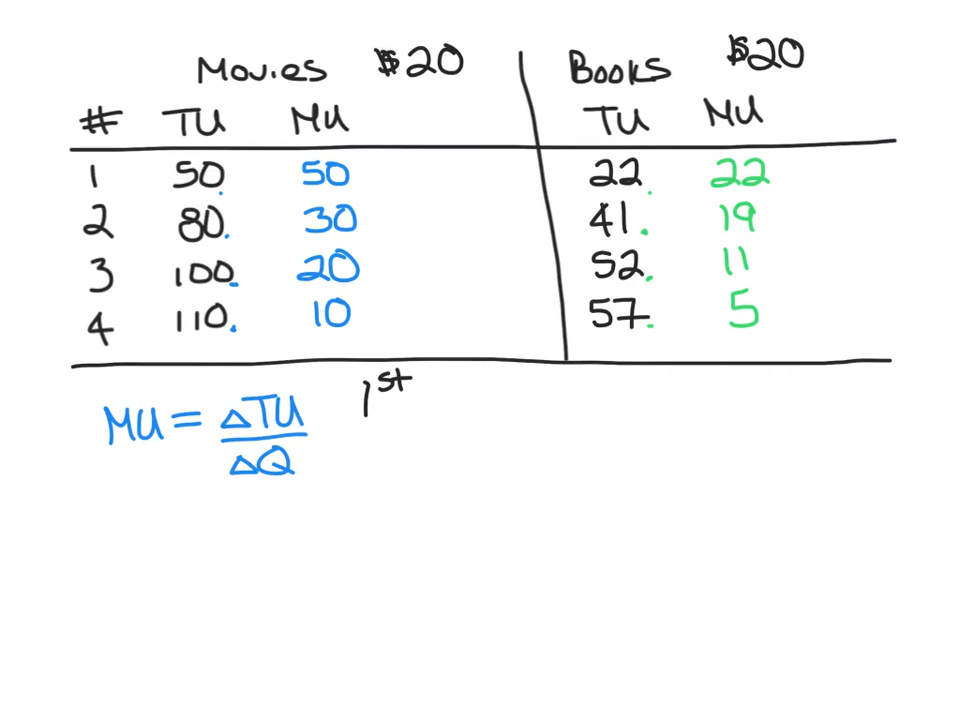 Movies $20 Books $20
# TU MU TU MU
1 50 50 22 22
2 80 30 41 19
3 100 20 52 11
4 110 10 57 5
MU = ΔTU / ΔQ 1st